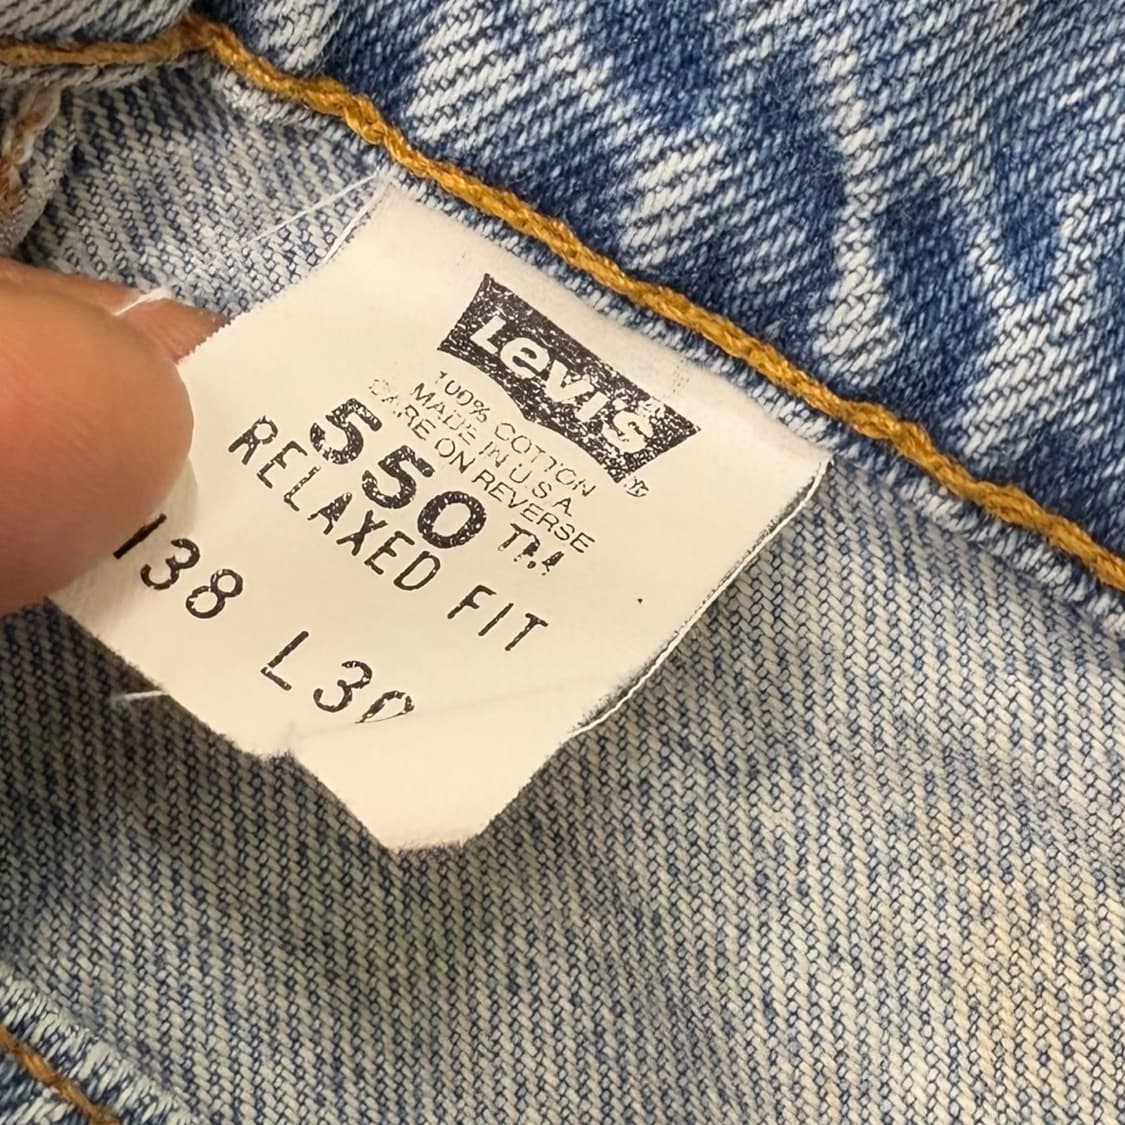 Levi's®
100% COTTON
MADE IN U.S.A.
CARE ON REVERSE
550 TM
RELAXED FIT
38 L30